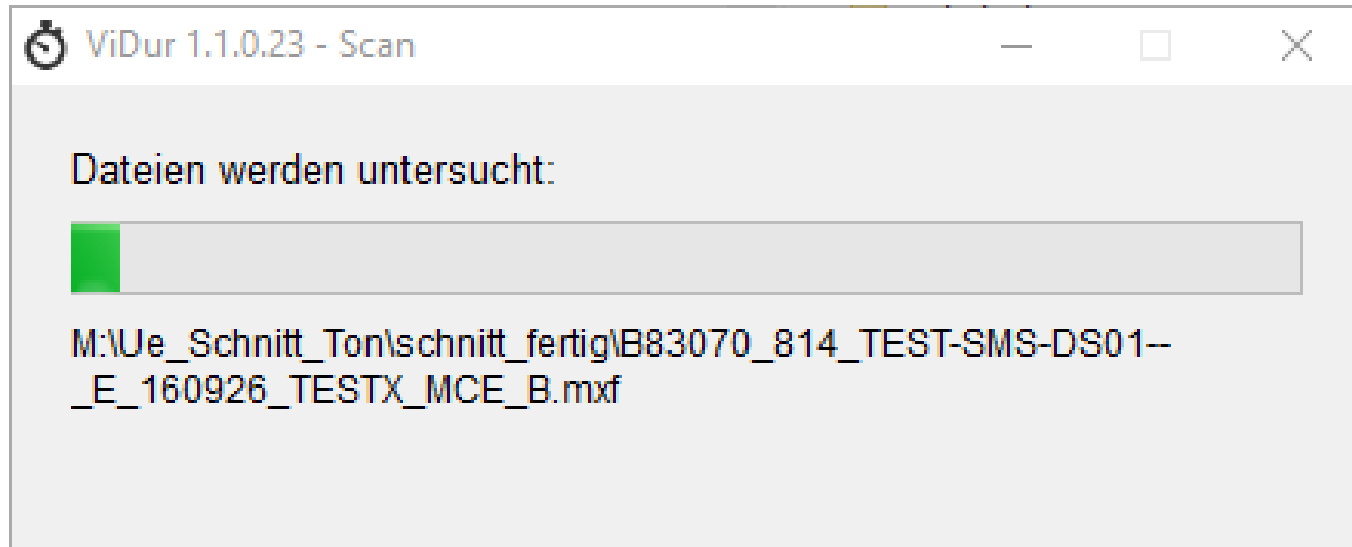 ViDur 1.1.0.23 - Scan
Dateien werden untersucht:
M:\Ue_Schnitt_Ton\schnitt_fertig\B83070_814_TEST-SMS-DS01--
_E_160926_TESTX_MCE_B.mxf